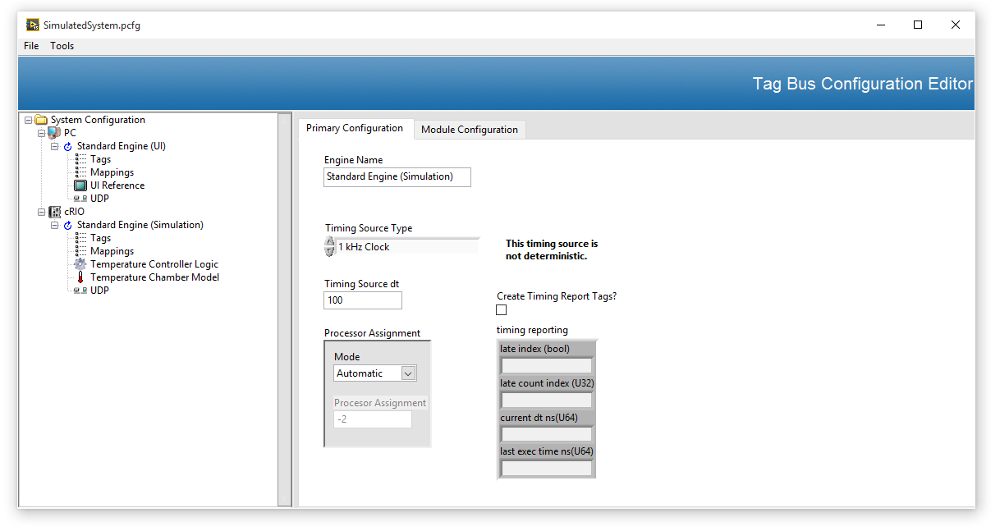 SimulatedSystem.pcfg
File Tools
Tag Bus Configuration Editor
System Configuration
PC
Standard Engine (UI)
Tags
Mappings
UI Reference
UDP
cRIO
Standard Engine (Simulation)
Tags
Mappings
Temperature Controller Logic
Temperature Chamber Model
UDP
Primary Configuration
Module Configuration
Engine Name
Standard Engine (Simulation)
Timing Source Type
1 kHz Clock
This timing source is
not deterministic.
Timing Source dt
100
Create Timing Report Tags?
Processor Assignment
Mode
Automatic
Procesor Assignment
-2
timing reporting
late index (bool)
late count index (U32)
current dt ns(U64)
last exec time ns(U64)